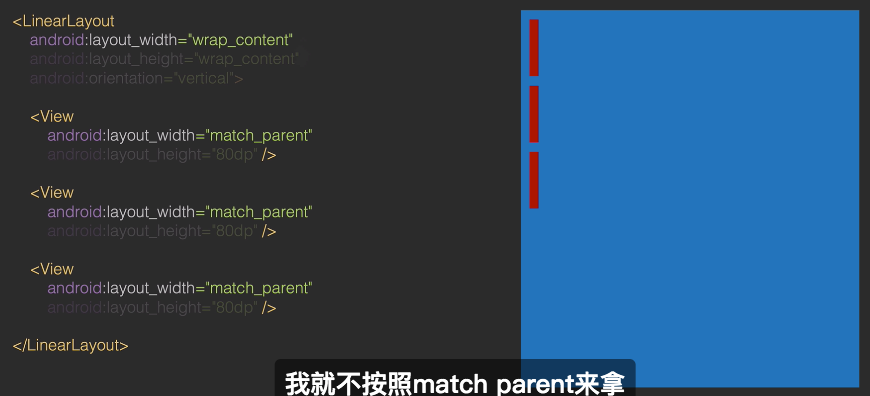 <LinearLayout
android:layout_width="wrap_content"
android:layout_height="wrap_content"
android:orientation="vertical">
<View
android:layout_width="match_parent"
android:layout_height="80dp" />
<View
android:layout_width="match_parent"
android:layout_height="80dp" />
<View
android:layout_width="match_parent"
android:layout_height="80dp" />
</LinearLayout>
我就不按照match parent来拿